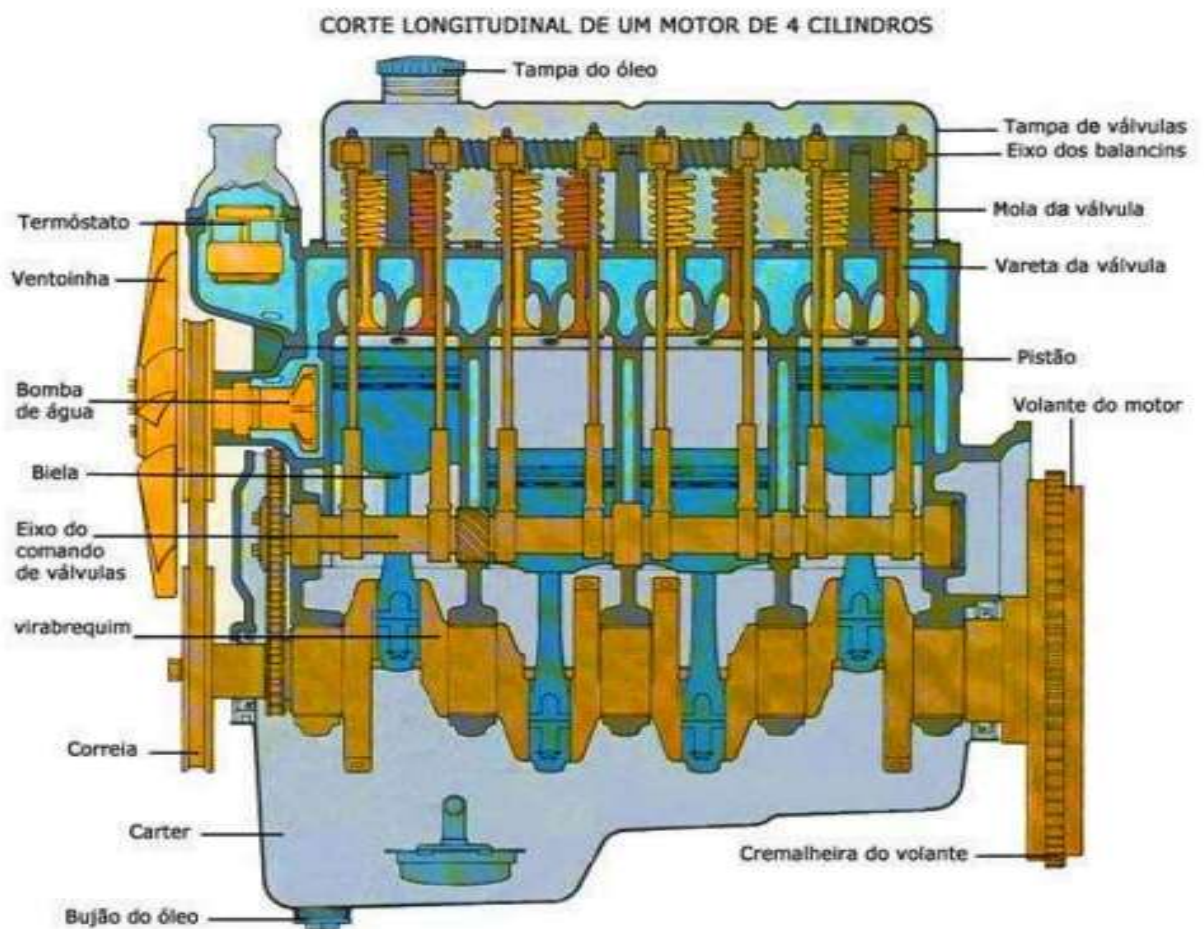 CORTE LONGITUDINAL DE UM MOTOR DE 4 CILINDROS
Tampa do óleo
Tampa de válvulas
Eixo dos balancins
Mola da válvula
Vareta da válvula
Pistão
Volante do motor
Cremalheira do volante
Termóstato
Ventoinha
Bomba
de água
Biela
Eixo do
comando
de válvulas
virabrequim
Correia
Carter
Bujão do óleo